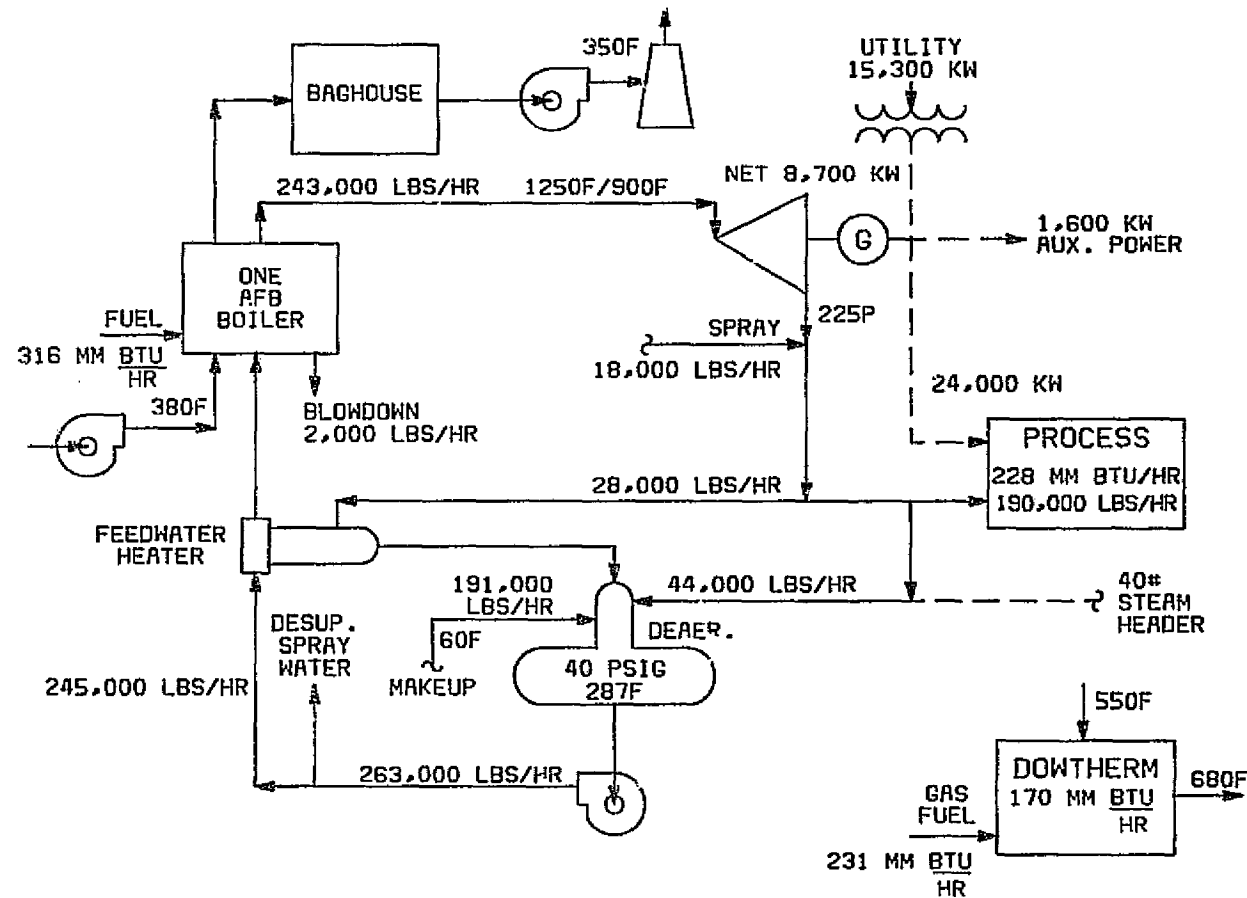 350F
UTILITY
15,300 KW
BAGHOUSE
NET 8,700 KW
243,000 LBS/HR
1250F/900F
G
1,600 KW
AUX. POWER
ONE
AFB
BOILER
FUEL
316 MM BTU
HR
225P
SPRAY
18,000 LBS/HR
24,000 KW
380F
BLOWDOWN
2,000 LBS/HR
PROCESS
228 MM BTU/HR
190,000 LBS/HR
28,000 LBS/HR
FEEDWATER
HEATER
191,000
LBS/HR
44,000 LBS/HR
40#
STEAM
HEADER
DESUP.
SPRAY
WATER
60F
DEAER.
MAKEUP
40 PSIG
287F
245,000 LBS/HR
550F
263,000 LBS/HR
DOWTHERM
170 MM BTU
HR
680F
GAS
FUEL
231 MM BTU
HR